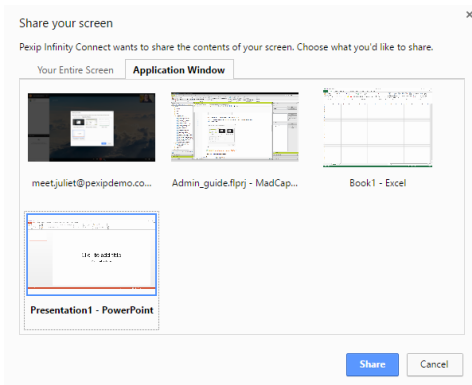 Share your screen
Pexip Infinity Connect wants to share the contents of your screen. Choose what you'd like to share.
Your Entire Screen
Application Window
meet.juliet@pexipdemo.co...
Admin_guide.flprj - MadCap...
Book1 - Excel
Presentation1 - PowerPoint
Share
Cancel